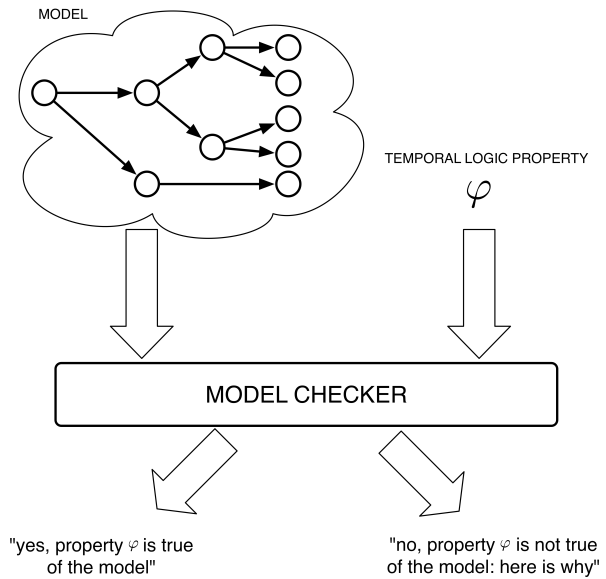 MODEL
TEMPORAL LOGIC PROPERTY
φ
MODEL CHECKER
"yes, property φ is true
of the model"
"no, property φ is not true
of the model: here is why"